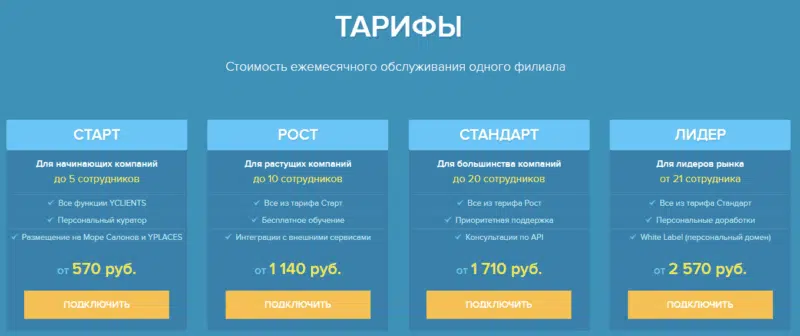 ТАРИФЫ
Стоимость ежемесячного обслуживания одного филиала
СТАРТ
Для начинающих компаний
до 5 сотрудников
Все функции YCLIENTS
Персональный куратор
Размещение на Море Салонов и YPLACES
от 570 руб.
ПОДКЛЮЧИТЬ
РОСТ
Для растущих компаний
до 10 сотрудников
Все из тарифа Старт
Бесплатное обучение
Интеграции с внешними сервисами
от 1 140 руб.
ПОДКЛЮЧИТЬ
СТАНДАРТ
Для большинства компаний
до 20 сотрудников
Все из тарифа Рост
Приоритетная поддержка
Консультации по API
от 1 710 руб.
ПОДКЛЮЧИТЬ
ЛИДЕР
Для лидеров рынка
от 21 сотрудника
Все из тарифа Стандарт
Персональные доработки
White Label (персональный домен)
от 2 570 руб.
ПОДКЛЮЧИТЬ